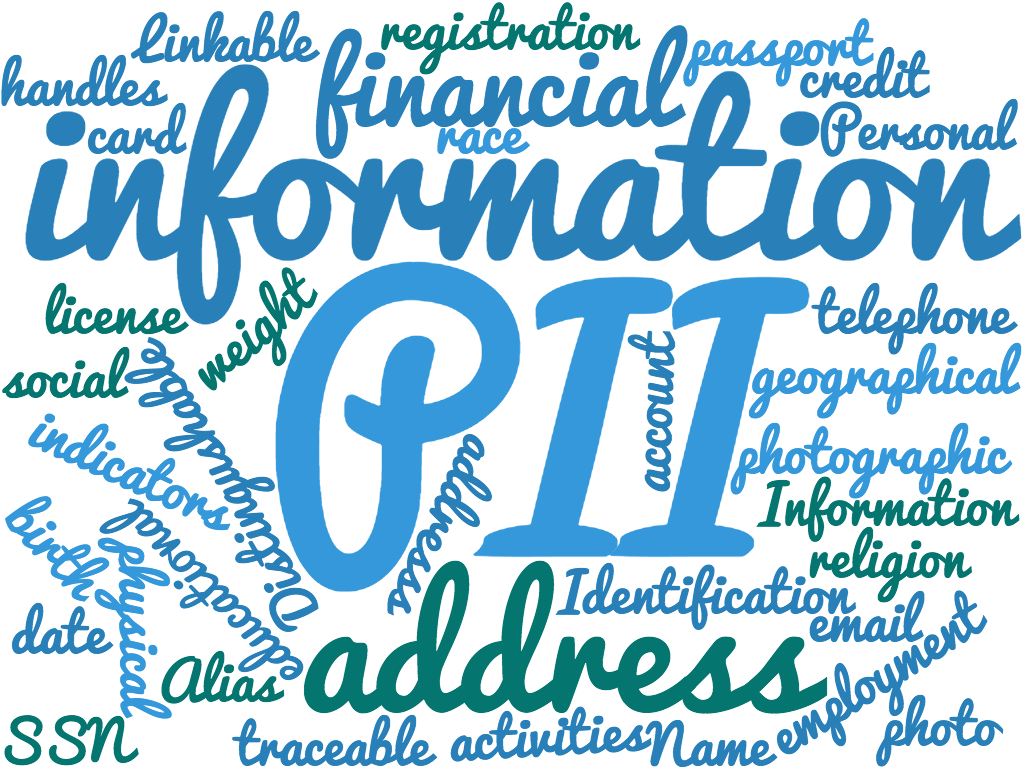 Linkable
registration
passport
handles
financial
credit
card
race
Personal
information
license
weight
PII
telephone
social
Distingushable
account
geographical
indicators
address
photographic
birth
physical
educational
Information
religion
date
Identification
email
Alias
address
employment
SSN
traceable
activities
Name
photo